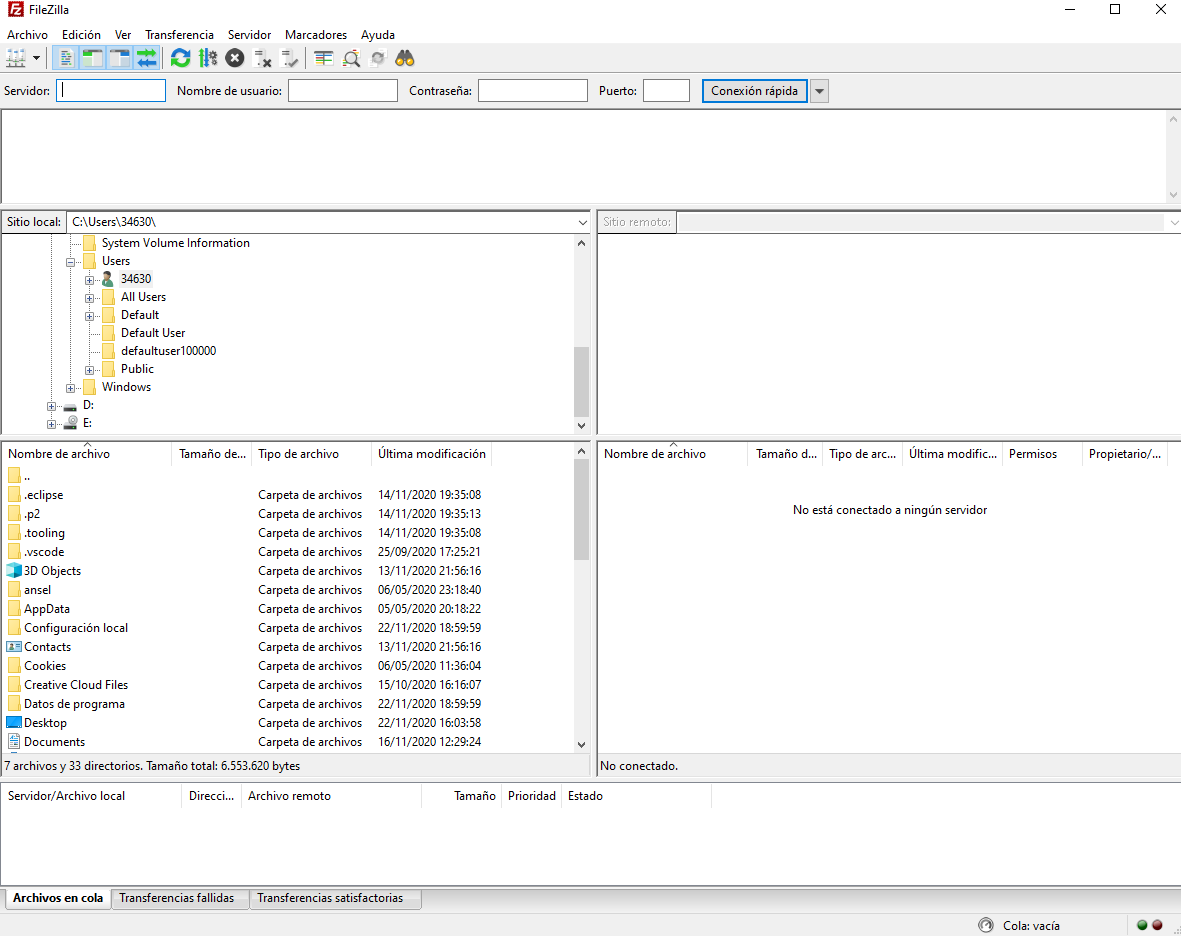 FileZilla
Archivo Edición Ver Transferencia Servidor Marcadores Ayuda
Servidor: Nombre de usuario: Contraseña: Puerto: Conexión rápida
Sitio local: C:\Users\34630\ Sitio remoto:
System Volume Information
Users
34630
All Users
Default
Default User
defaultuser100000
Public
Windows
D:
E:
Nombre de archivo Tamaño de... Tipo de archivo Última modificación
..
.eclipse Carpeta de archivos 14/11/2020 19:35:08
.p2 Carpeta de archivos 14/11/2020 19:35:13
.tooling Carpeta de archivos 14/11/2020 19:35:08
.vscode Carpeta de archivos 25/09/2020 17:25:21
3D Objects Carpeta de archivos 13/11/2020 21:56:16
ansel Carpeta de archivos 06/05/2020 23:18:40
AppData Carpeta de archivos 05/05/2020 20:18:22
Configuración local Carpeta de archivos 22/11/2020 18:59:59
Contacts Carpeta de archivos 13/11/2020 21:56:16
Cookies Carpeta de archivos 06/05/2020 11:36:04
Creative Cloud Files Carpeta de archivos 15/10/2020 16:16:07
Datos de programa Carpeta de archivos 22/11/2020 18:59:59
Desktop Carpeta de archivos 22/11/2020 16:03:58
Documents Carpeta de archivos 16/11/2020 12:29:24
7 archivos y 33 directorios. Tamaño total: 6.553.620 bytes
Nombre de archivo Tamaño d... Tipo de arc... Última modific... Permisos Propietario/...
No está conectado a ningún servidor
No conectado.
Servidor/Archivo local Direcci... Archivo remoto Tamaño Prioridad Estado
Archivos en cola Transferencias fallidas Transferencias satisfactorias
Cola: vacía